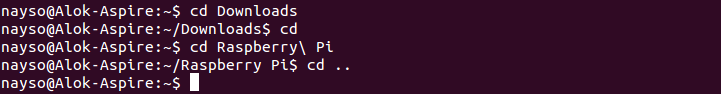 nayso@Alok-Aspire:~$ cd Downloads
nayso@Alok-Aspire:~/Downloads$ cd
nayso@Alok-Aspire:~$ cd Raspberry\ Pi
nayso@Alok-Aspire:~/Raspberry Pi$ cd ..
nayso@Alok-Aspire:~$